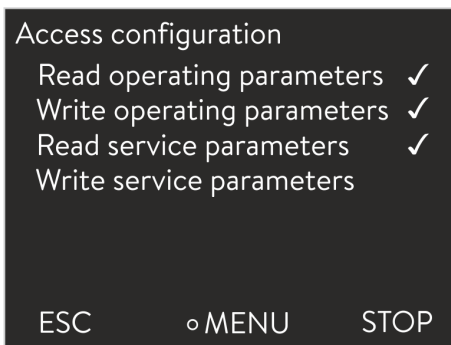 Access configuration
Read operating parameters ✓
Write operating parameters ✓
Read service parameters ✓
Write service parameters
ESC ∘ MENU STOP